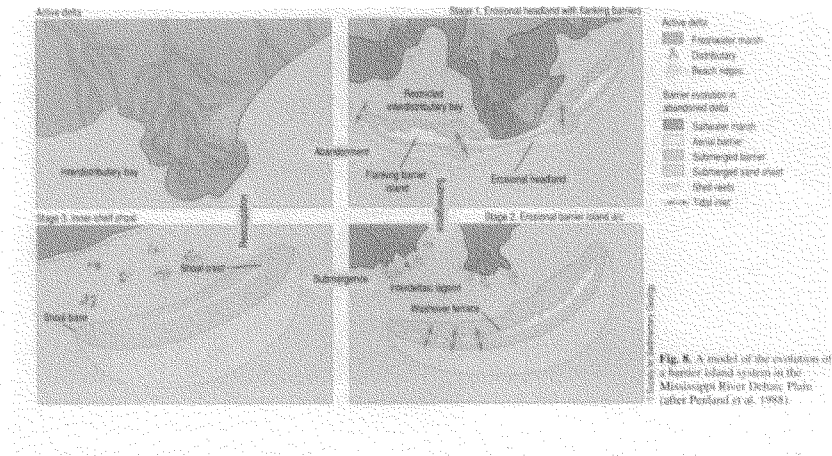 Active delta
Stage 1. Erosional headland with flanking barriers
Restricted
interdistributary bay
Interdistributary bay
Abandonment
Flanking barrier
island
Erosional headland
Reoccupation
Submergence
Stage 3. Inner shelf shoal
Shoal crest
Shoal base
Stage 2. Erosional barrier island arc
Submergence
Intradeltaic lagoon
Washover terrace
Active delta
Freshwater marsh
Distributary
Beach ridges
Barrier evolution in
abandoned delta
Saltwater marsh
Aerial barrier
Submerged barrier
Submerged sand sheet
Shell reefs
Tidal inlet
Fig. 8. A model of the evolution of
a barrier island system in the
Mississippi River Deltaic Plain
(after Penland et al. 1988)